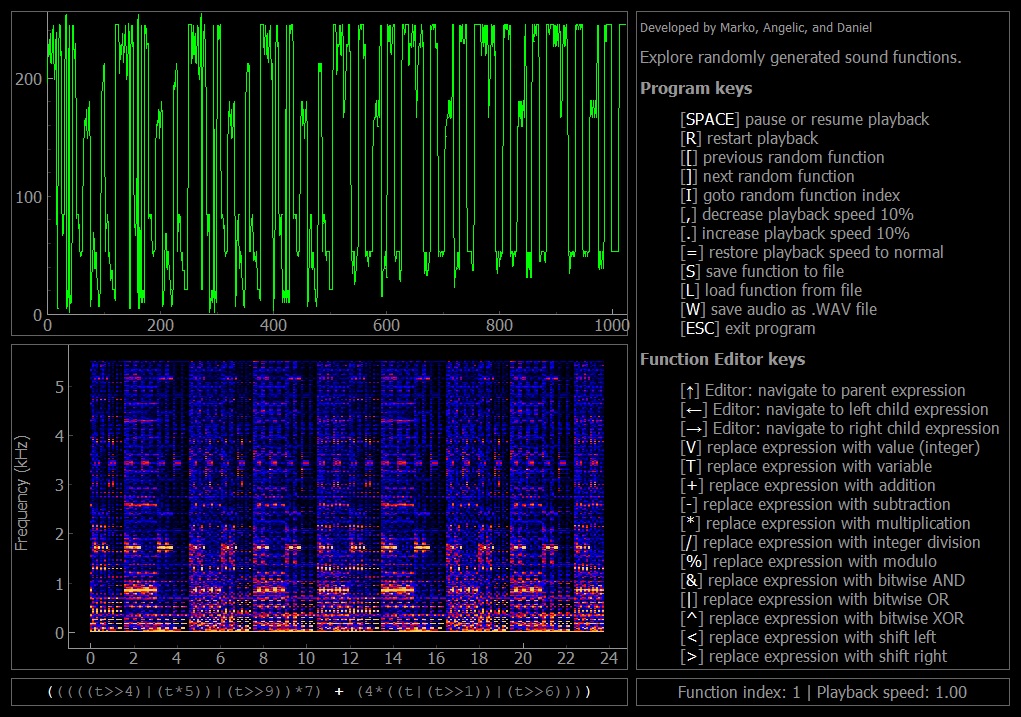 200
100
0
0
200
400
600
800
1000
Frequency (kHz)
5
4
3
2
1
0
0
2
4
6
8
10
12
14
16
18
20
22
24
(((((t>>4)|(t*5))|(t>>9))*7) + (4*((t|(t>>1))|(t>>6))))
Developed by Marko, Angelic, and Daniel
Explore randomly generated sound functions.
Program keys
[SPACE] pause or resume playback
[R] restart playback
[[] previous random function
[]] next random function
[I] goto random function index
[,] decrease playback speed 10%
[.] increase playback speed 10%
[=] restore playback speed to normal
[S] save function to file
[L] load function from file
[W] save audio as .WAV file
[ESC] exit program
Function Editor keys
[↑] Editor: navigate to parent expression
[←] Editor: navigate to left child expression
[→] Editor: navigate to right child expression
[V] replace expression with value (integer)
[T] replace expression with variable
[+] replace expression with addition
[-] replace expression with subtraction
[*] replace expression with multiplication
[/] replace expression with integer division
[%] replace expression with modulo
[&] replace expression with bitwise AND
[|] replace expression with bitwise OR
[^] replace expression with bitwise XOR
[<] replace expression with shift left
[>] replace expression with shift right
Function index: 1 | Playback speed: 1.00